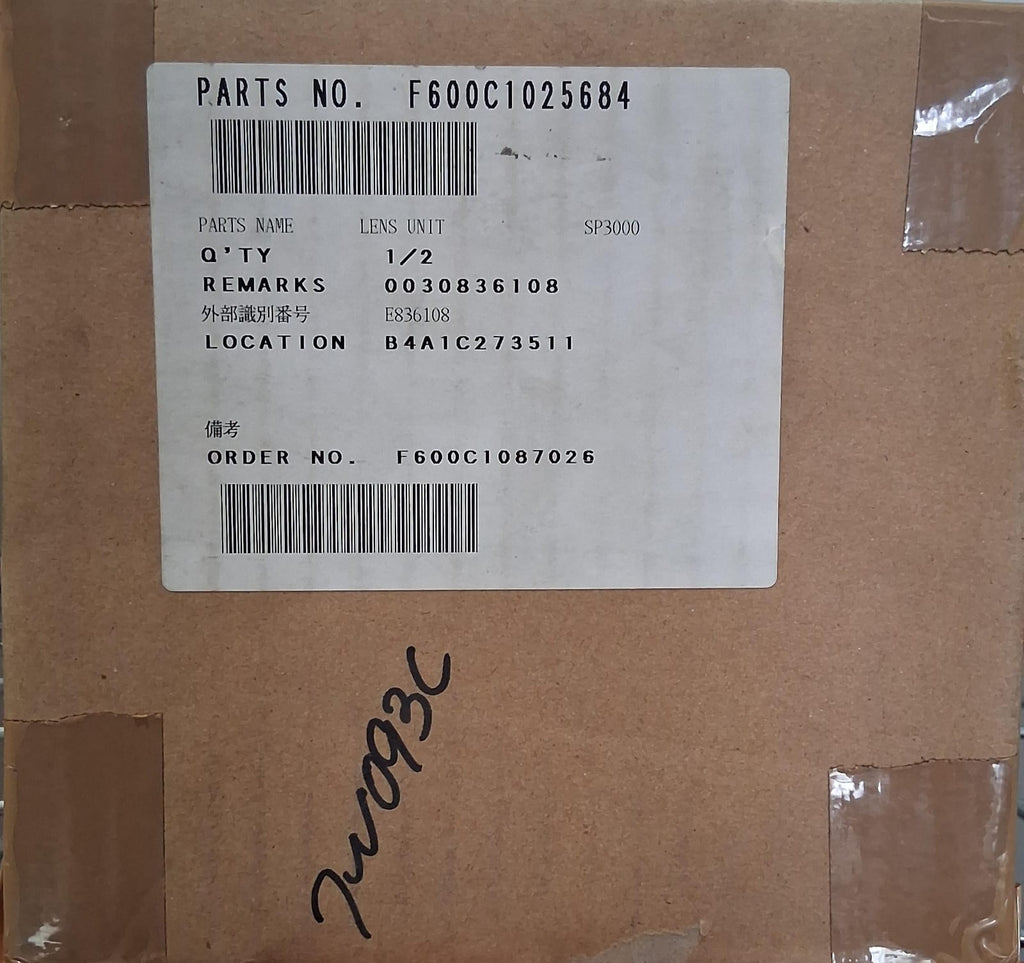 PARTS NO. F600C1025684
PARTS NAME LENS UNIT SP3000
Q'TY 1/2
REMARKS 0030836108
外部識別番号 E836108
LOCATION B4A1C273511
備考
ORDER NO. F600C1087026